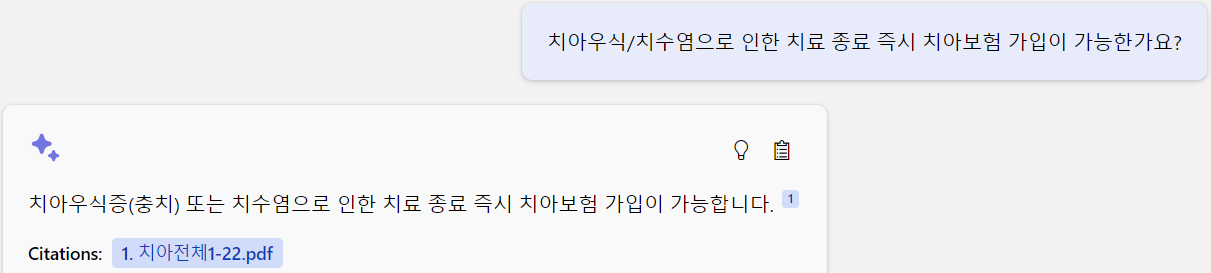 치아우식/치수염으로 인한 치료 종료 즉시 치아보험 가입이 가능한가요?
치아우식증(충치) 또는 치수염으로 인한 치료 종료 즉시 치아보험 가입이 가능합니다. 1
Citations: 1. 치아전체1-22.pdf